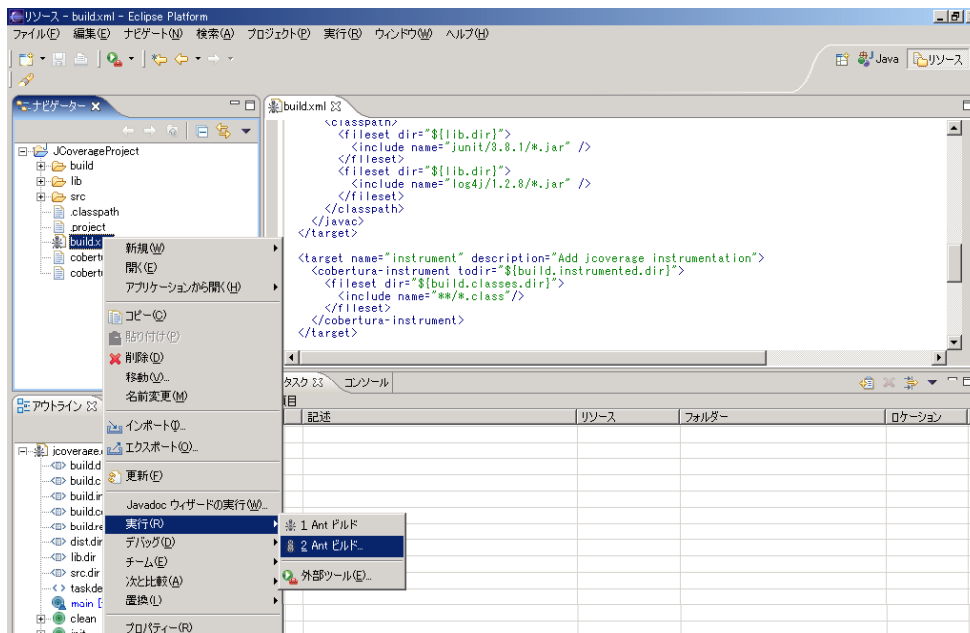 リソース - build.xml - Eclipse Platform
ファイル(F) 編集(E) ナビゲート(N) 検索(A) プロジェクト(P) 実行(R) ウィンドウ(W) ヘルプ(H)
Java リソース
ナビゲーター
JCoverageProject
build
lib
src
.classpath
.project
build.x
cobertu
cobertu
build.xml
<classpath>
<fileset dir="${lib.dir}">
<include name="junit/3.8.1/*.jar" />
</fileset>
<fileset dir="${lib.dir}">
<include name="log4j/1.2.8/*.jar" />
</fileset>
</classpath>
</javac>
</target>
<target name="instrument" description="Add jcoverage instrumentation">
<cobertura-instrument todir="${build.instrumented.dir}">
<fileset dir="${build.classes.dir}">
<include name="**/*.class"/>
</fileset>
</cobertura-instrument>
</target>
新規(W)
開く(E)
アプリケーションから開く(H)
コピー(C)
貼り付け(P)
削除(D)
移動(V)...
名前変更(M)
インポート(I)...
エクスポート(O)...
更新(F)
Javadoc ウィザードの実行(W)...
実行(R)
デバッグ(D)
チーム(E)
次と比較(A)
置換(L)
プロパティー(R)
1 Ant ビルド
2 Ant ビルド...
外部ツール(E)...
タスク コンソール
項目
記述 リソース フォルダー ロケーション
アウトライン
jcoverage.
build.d
build.c
build.in
build.co
build.re
dist.dir
lib.dir
src.dir
taskde
main [
clean
init